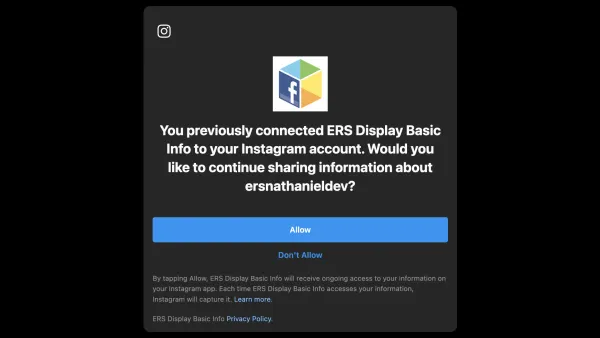 f
You previously connected ERS Display Basic
Info to your Instagram account. Would you
like to continue sharing information about
ersnathanieldev?
Allow
Don't Allow
By tapping Allow, ERS Display Basic Info will receive ongoing access to your information on
your Instagram app. Each time ERS Display Basic Info accesses your information,
Instagram will capture it. Learn more.
ERS Display Basic Info Privacy Policy.